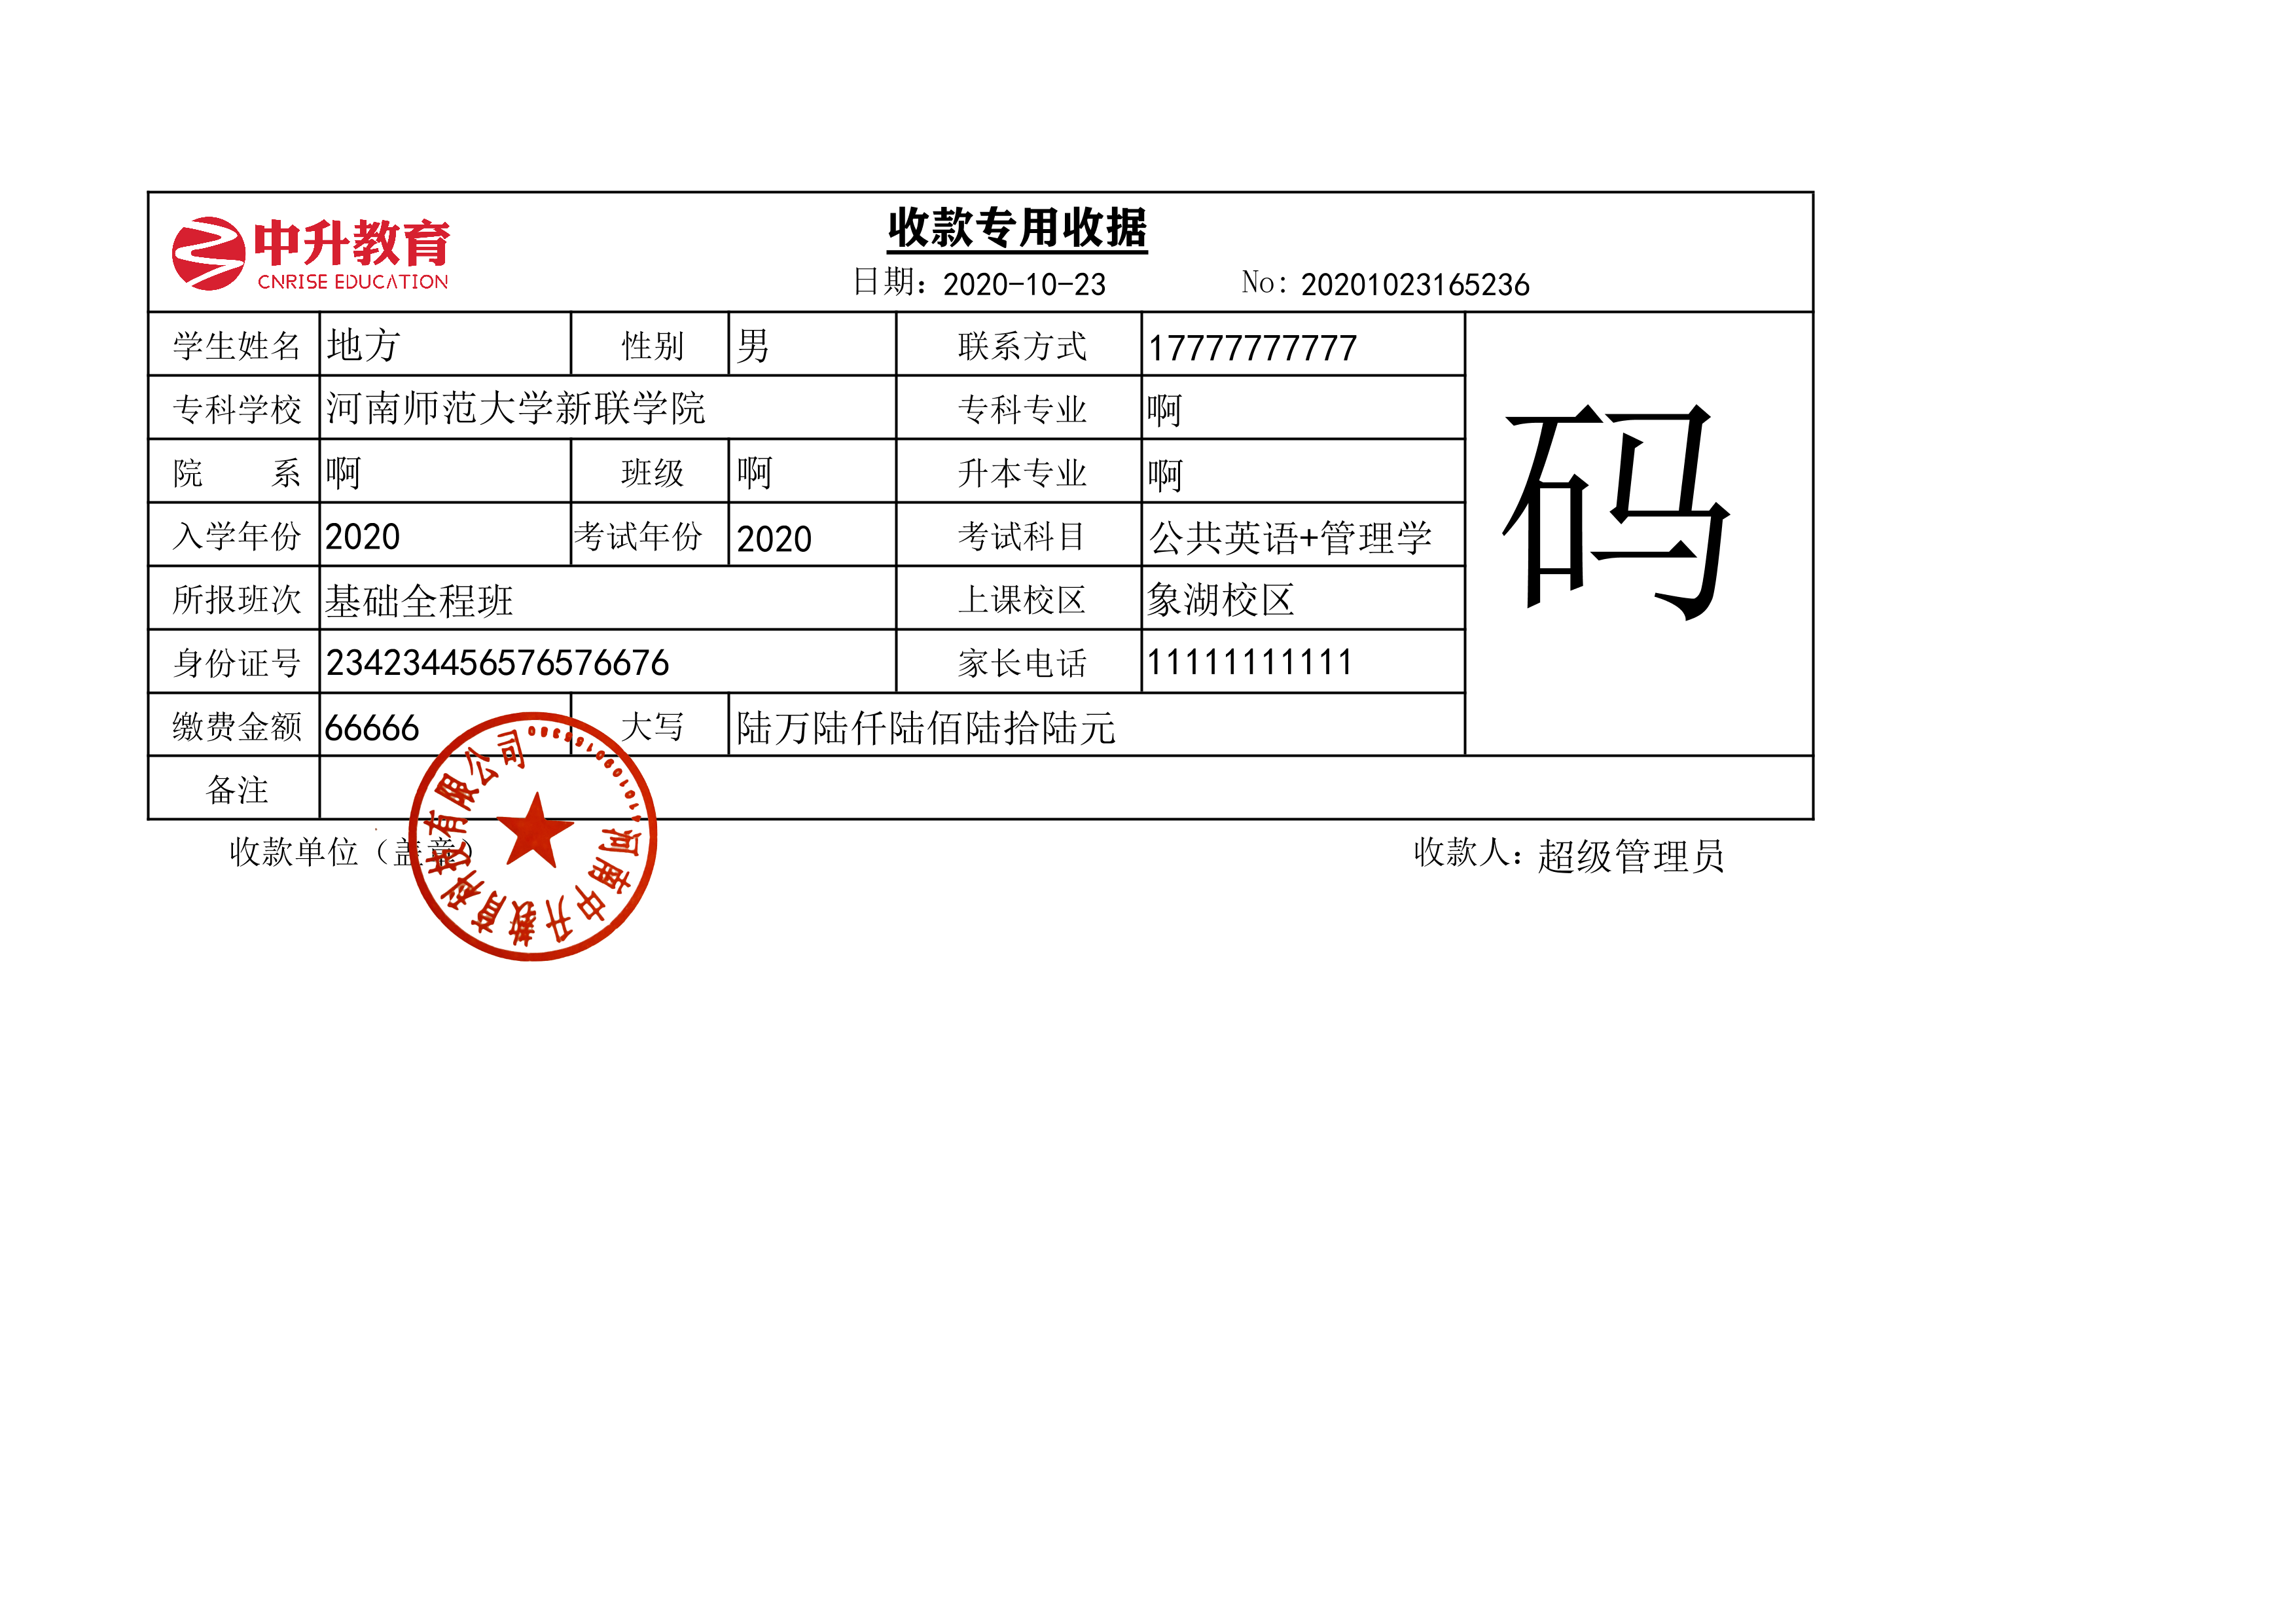 中升教育
CNRISE EDUCATION
收款专用收据
日期：2020-10-23 No：20201023165236
学生姓名 地方 性别 男 联系方式 17777777777
专科学校 河南师范大学新联学院 专科专业 啊
院 系 啊 班级 啊 升本专业 啊
入学年份 2020 考试年份 2020 考试科目 公共英语+管理学
所报班次 基础全程班 上课校区 象湖校区
身份证号 234234456576576676 家长电话 11111111111
缴费金额 66666 大写 陆万陆仟陆佰陆拾陆元
码
备注
收款单位（盖章） 收款人：超级管理员
河南中升教育科技有限公司